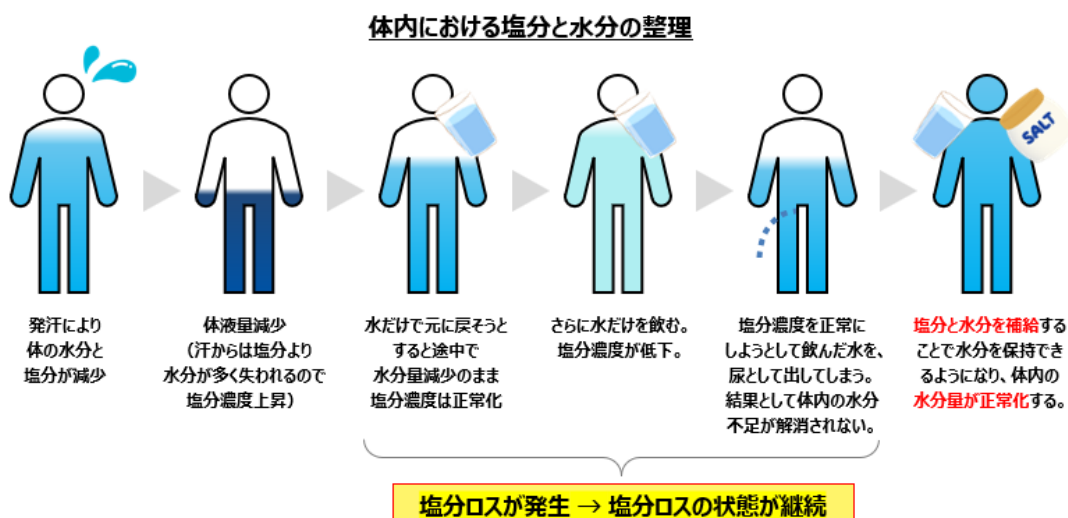 体内における塩分と水分の整理
SALT
発汗により
体の水分と
塩分が減少
体液量減少
（汗からは塩分より
水分が多く失われるので
塩分濃度上昇）
水だけで元に戻そうと
すると途中で
水分量減少のまま
塩分濃度は正常化
さらに水だけを飲む。
塩分濃度が低下。
塩分濃度を正常に
しようとして飲んだ水を、
尿として出してしまう。
結果として体内の水分
不足が解消されない。
塩分と水分を補給する
ことで水分を保持でき
るようになり、体内の
水分量が正常化する。
塩分ロスが発生 → 塩分ロスの状態が継続